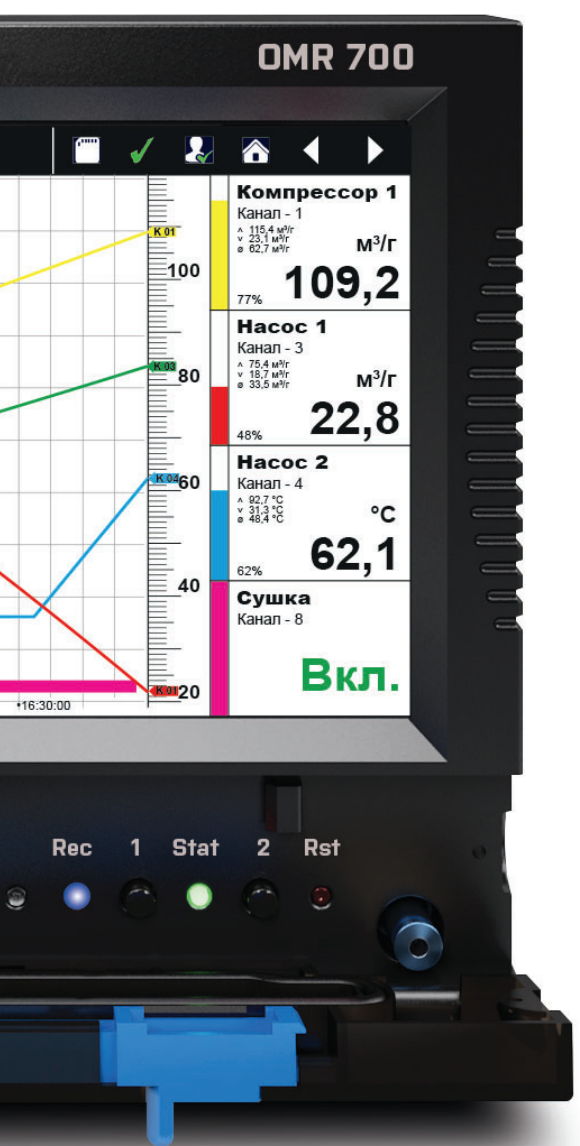 OMR 700
Компрессор 1
Канал - 1
^ 115,4 м³/г
v 23,1 м³/г
ø 62,7 м³/г
м³/г
109,2
77%
Насос 1
Канал - 3
^ 75,4 м³/г
v 18,7 м³/г
ø 33,5 м³/г
м³/г
22,8
48%
Насос 2
Канал - 4
^ 92,7 °C
v 31,3 °C
ø 48,4 °C
°C
62,1
62%
Сушка
Канал - 8
Вкл.
K 01
100
K 03
80
K 04
60
40
K 01
20
16:30:00
Rec 1 Stat 2 Rst